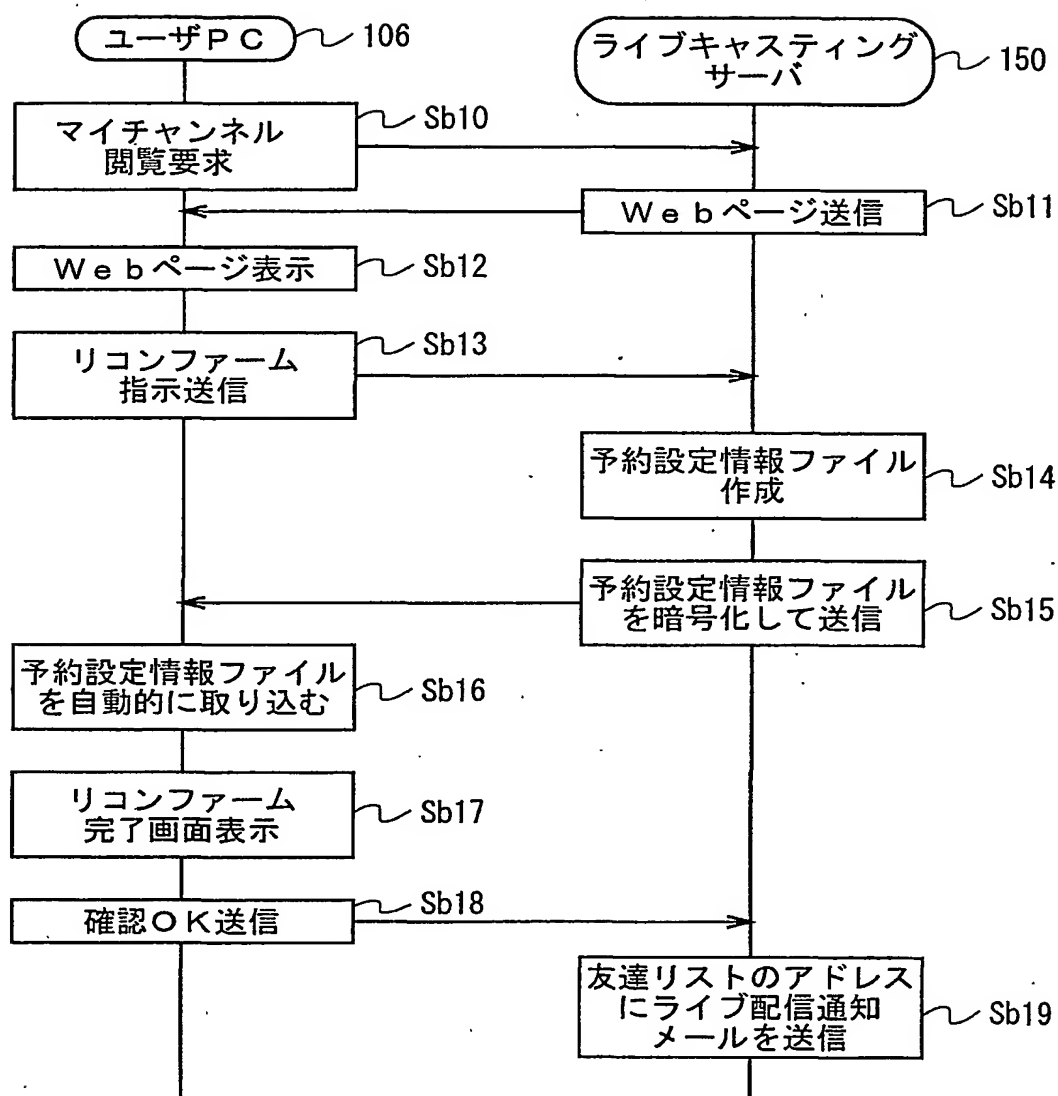 ユーザPC
106
ライブキャスティング
サーバ
150
マイチャンネル
閲覧要求
Sb10
Webページ送信
Sb11
Webページ表示
Sb12
リコンファーム
指示送信
Sb13
予約設定情報ファイル
作成
Sb14
予約設定情報ファイル
を暗号化して送信
Sb15
予約設定情報ファイル
を自動的に取り込む
Sb16
リコンファーム
完了画面表示
Sb17
確認OK送信
Sb18
友達リストのアドレス
にライブ配信通知
メールを送信
Sb19